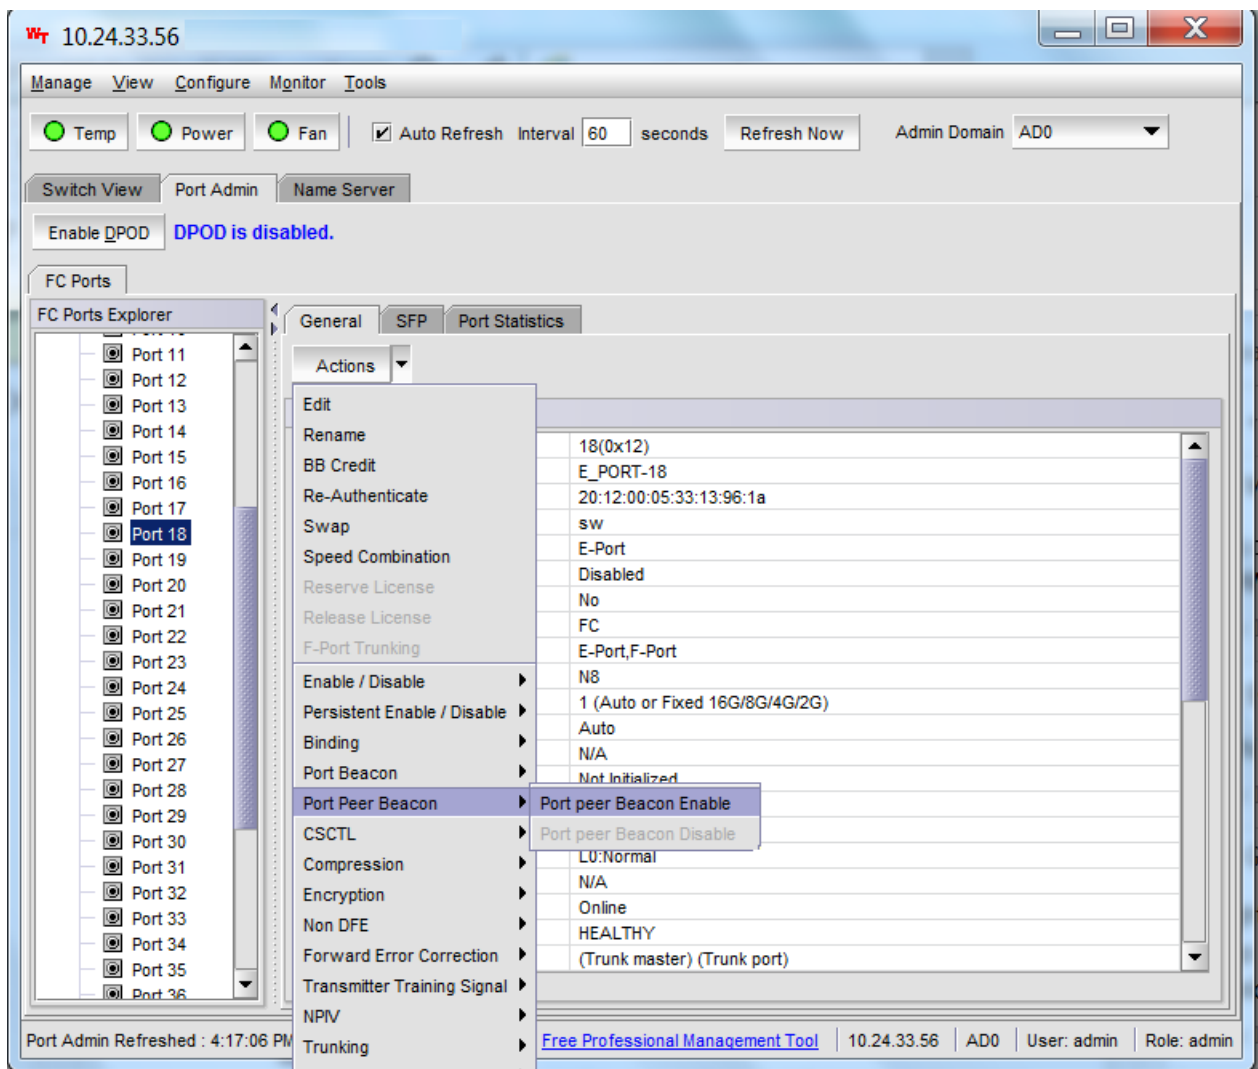 WT 10.24.33.56
Manage View Configure Monitor Tools
Temp Power Fan Auto Refresh Interval 60 seconds Refresh Now Admin Domain AD0
Switch View Port Admin Name Server
Enable DPOD DPOD is disabled.
FC Ports
FC Ports Explorer
Port 11
Port 12
Port 13
Port 14
Port 15
Port 16
Port 17
Port 18
Port 19
Port 20
Port 21
Port 22
Port 23
Port 24
Port 25
Port 26
Port 27
Port 28
Port 29
Port 30
Port 31
Port 32
Port 33
Port 34
Port 35
Port 36
General SFP Port Statistics
Actions
Edit
Rename
BB Credit
Re-Authenticate
Swap
Speed Combination
Reserve License
Release License
F-Port Trunking
Enable / Disable
Persistent Enable / Disable
Binding
Port Beacon
Port Peer Beacon
CSCTL
Compression
Encryption
Non DFE
Forward Error Correction
Transmitter Training Signal
NPIV
Trunking
Port peer Beacon Enable
Port peer Beacon Disable
18(0x12)
E_PORT-18
20:12:00:05:33:13:96:1a
sw
E-Port
Disabled
No
FC
E-Port,F-Port
N8
1 (Auto or Fixed 16G/8G/4G/2G)
Auto
N/A
Not Initialized
L0:Normal
N/A
Online
HEALTHY
(Trunk master) (Trunk port)
Port Admin Refreshed : 4:17:06 PM Free Professional Management Tool 10.24.33.56 AD0 User: admin Role: admin